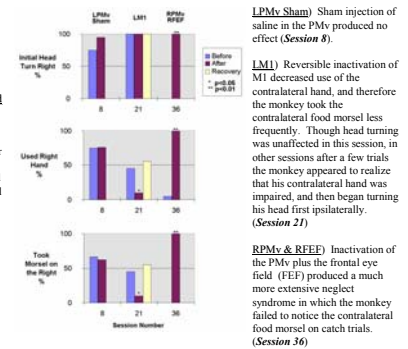 LPMv
Sham
LM1
RPMv
RFEF
Initial Head
Turn Right
%
100
50
0
8
21
36
Before
After
Recovery
* p<0.05
** p<0.01
Used Right
Hand
%
100
50
0
8
21
36
Took
Morsel on
the Right
%
100
50
0
8
21
36
Session Number
LPMv Sham) Sham injection of
saline in the PMv produced no
effect (Session 8).
LM1) Reversible inactivation of
M1 decreased use of the
contralateral hand, and therefore
the monkey took the
contralateral food morsel less
frequently. Though head turning
was unaffected in this session, in
other sessions after a few trials
the monkey appeared to realize
that his contralateral hand was
impaired, and then began turning
his head first ipsilaterally.
(Session 21)
RPMv & RFEF) Inactivation of
the PMv plus the frontal eye
field (FEF) produced a much
more extensive neglect
syndrome in which the monkey
failed to notice the contralateral
food morsel on catch trials.
(Session 36)